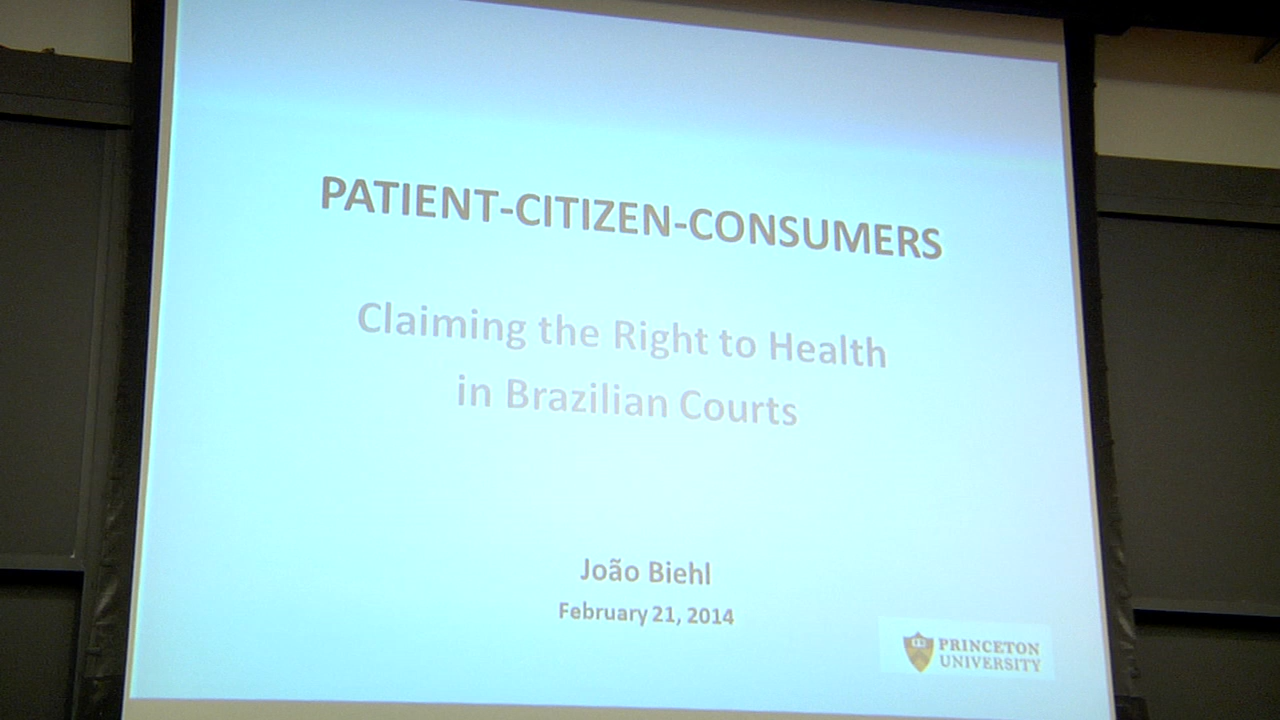 PATIENT-CITIZEN-CONSUMERS
Claiming the Right to Health
in Brazilian Courts
João Biehl
February 21, 2014
PRINCETON
UNIVERSITY